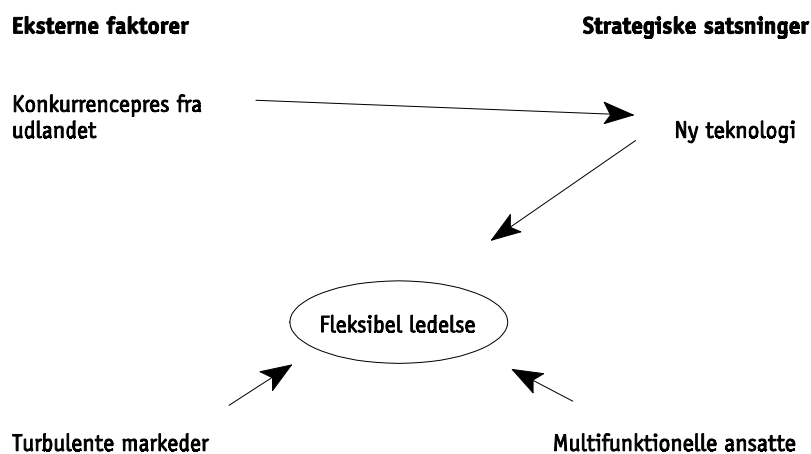 Eksterne faktorer
Strategiske satsninger
Konkurrencepres fra
udlandet
Ny teknologi
Fleksibel ledelse
Turbulente markeder
Multifunktionelle ansatte